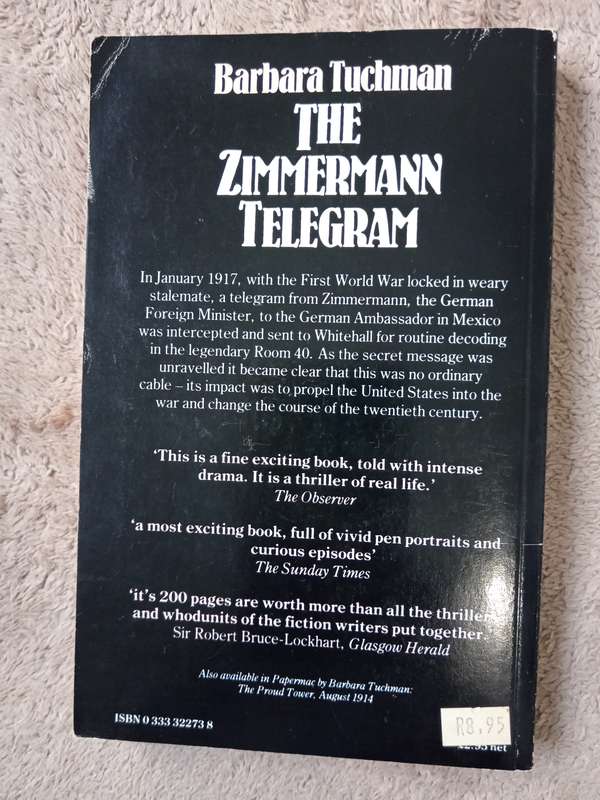 Barbara Tuchman
THE
ZIMMERMANN
TELEGRAM
In January 1917, with the First World War locked in weary
stalemate, a telegram from Zimmermann, the German
Foreign Minister, to the German Ambassador in Mexico
was intercepted and sent to Whitehall for routine decoding
in the legendary Room 40. As the secret message was
unravelled it became clear that this was no ordinary
cable – its impact was to propel the United States into the
war and change the course of the twentieth century.
‘This is a fine exciting book, told with intense
drama. It is a thriller of real life.’
The Observer
‘a most exciting book, full of vivid pen portraits and
curious episodes’
The Sunday Times
‘it's 200 pages are worth more than all the
and whodunits of the fiction writers put together.’
Sir Robert Bruce-Lockhart, Glasgow Herald
Also available in Papermac by Barbara Tuchman:
The Proud Tower, August 1914
ISBN 0 333 32273 8
R8,95
net